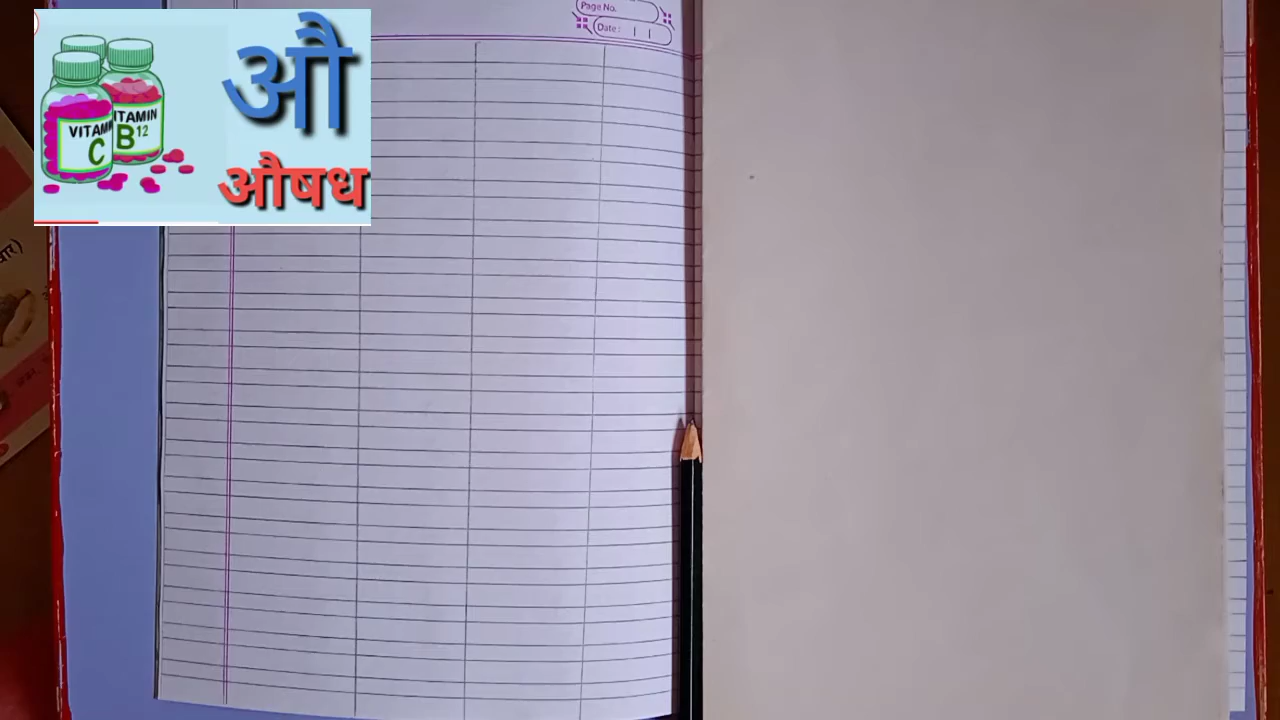 Page No.
Date :
औ
VITAMIN
C
VITAMIN
B12
औषध